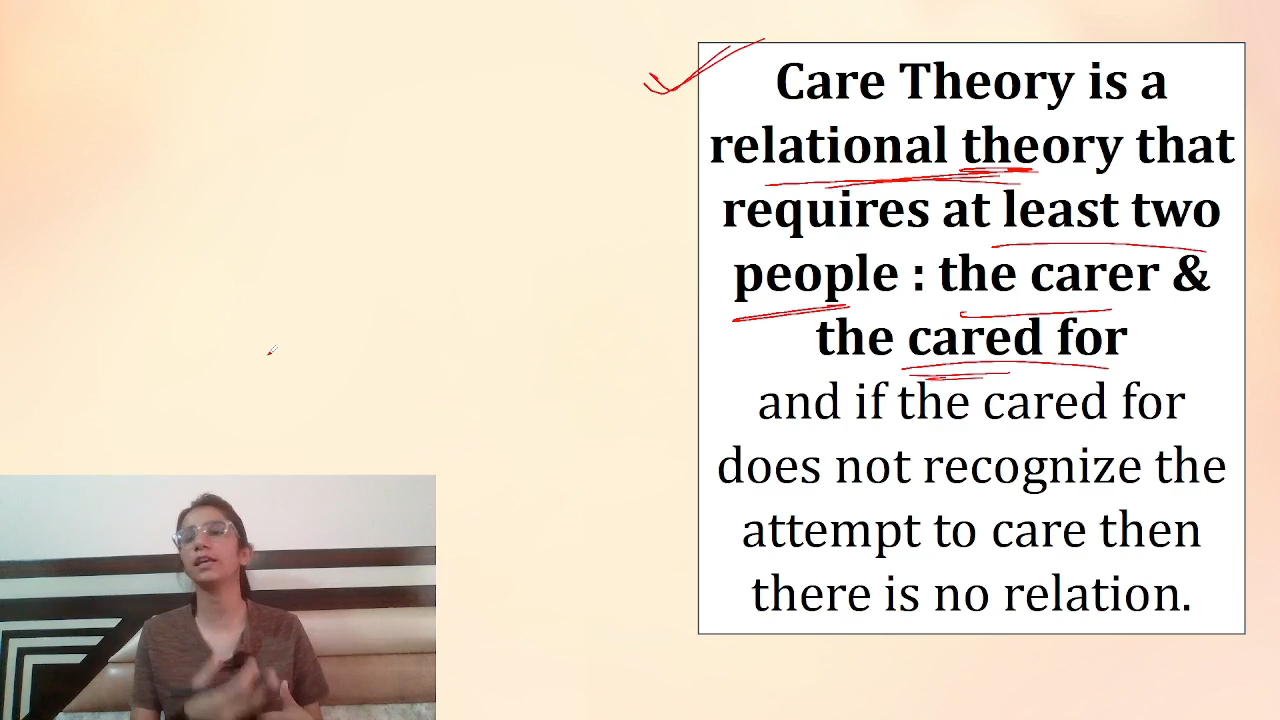 Care Theory is a
relational theory that
requires at least two
people : the carer &
the cared for
and if the cared for
does not recognize the
attempt to care then
there is no relation.